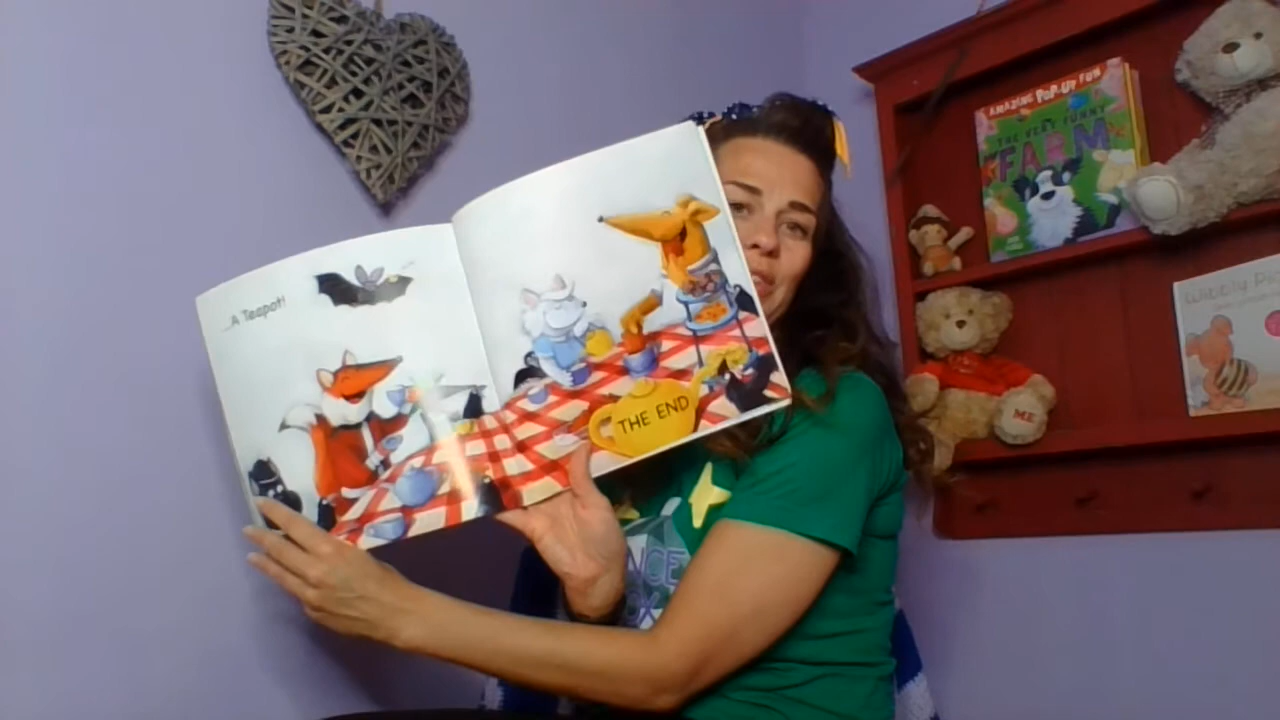 ...A Teapot!
THE END
AMAZING POP-UP FUN
THE VERY FUNNY
FARM
ME